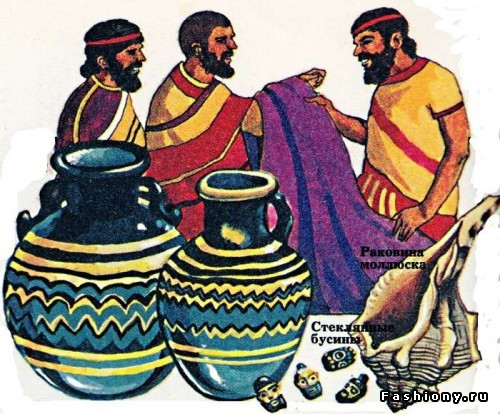 Раковина
моллюска
Стеклянные
бусины
Fashiony.ru